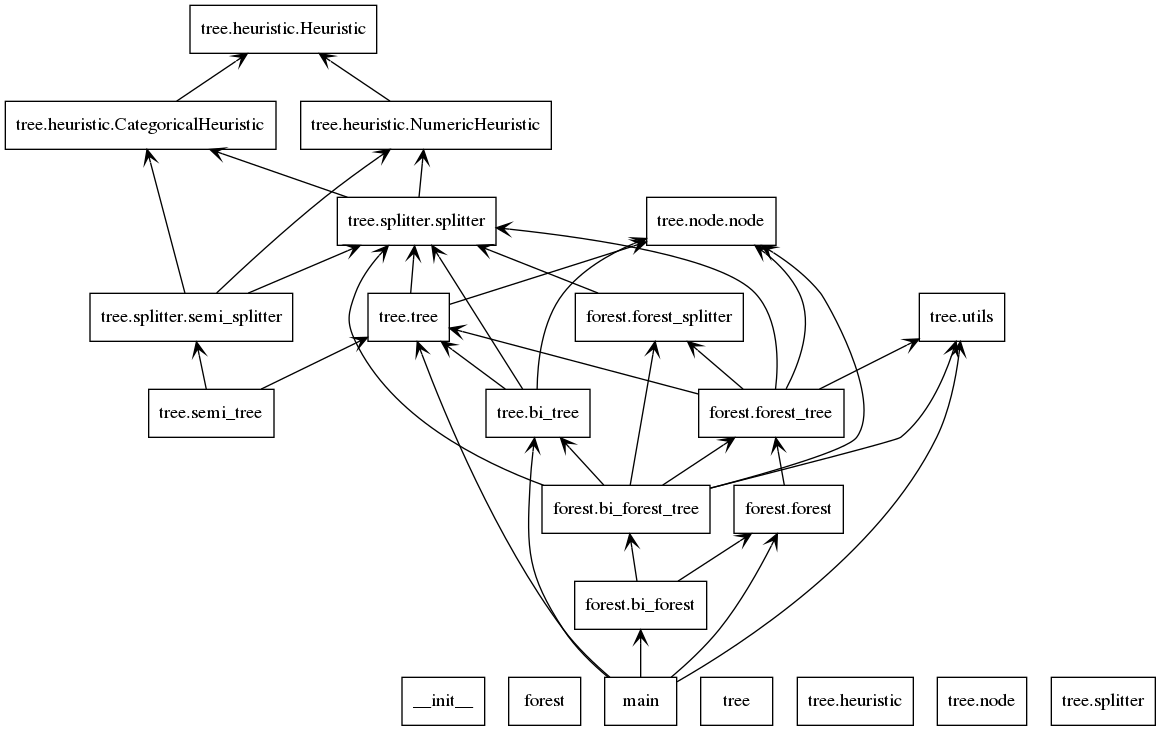 tree.heuristic.Heuristic
tree.heuristic.CategoricalHeuristic
tree.heuristic.NumericHeuristic
tree.splitter.splitter
tree.node.node
tree.splitter.semi_splitter
tree.tree
forest.forest_splitter
tree.utils
tree.semi_tree
tree.bi_tree
forest.forest_tree
forest.bi_forest_tree
forest.forest
forest.bi_forest
__init__
forest
main
tree
tree.heuristic
tree.node
tree.splitter